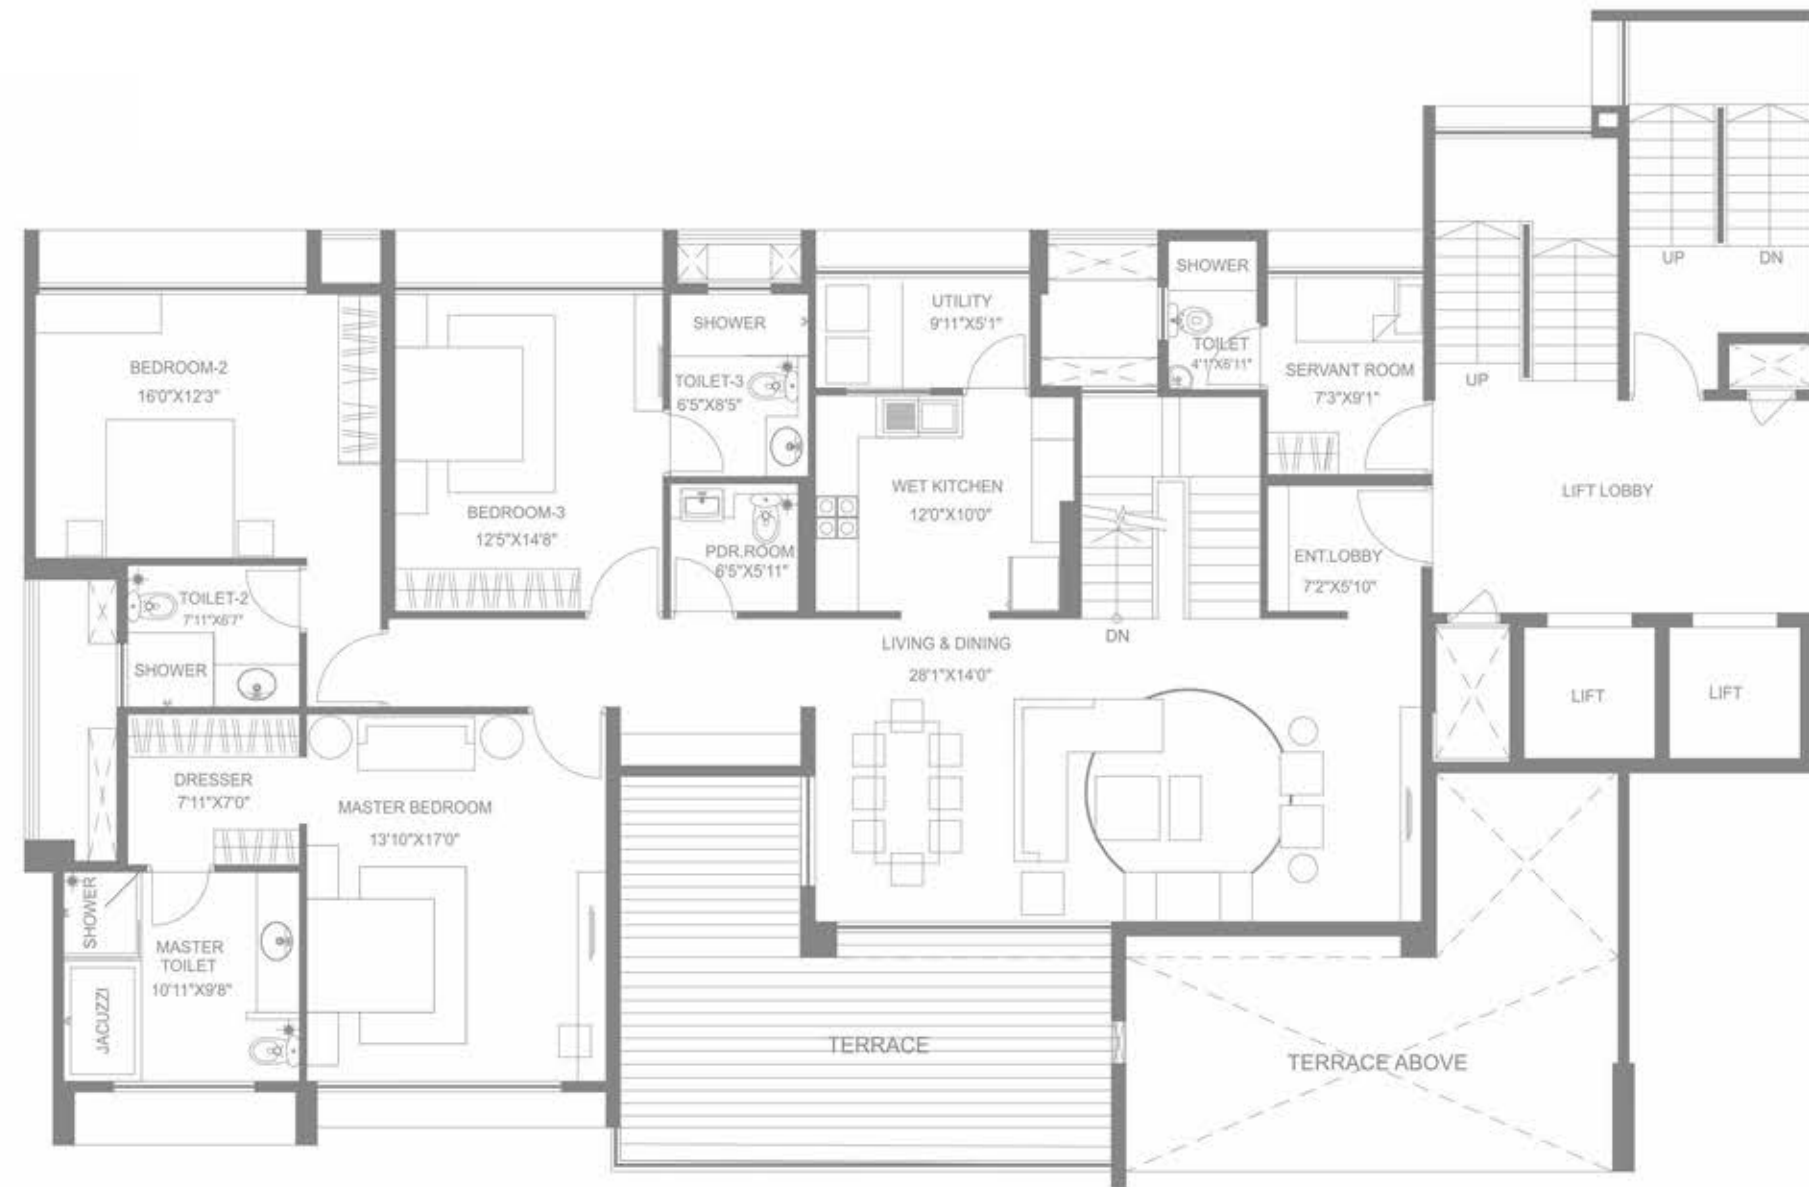 UP
DN
SHOWER
UTILITY
9'11"X5'1"
SHOWER
TOILET
4'1"X6'11"
SERVANT ROOM
7'3"X9'1"
UP
BEDROOM-2
16'0"X12'3"
TOILET-3
6'5"X8'5"
WET KITCHEN
12'0"X10'0"
LIFT LOBBY
BEDROOM-3
12'5"X14'8"
PDR.ROOM
6'5"X5'11"
ENT.LOBBY
7'2"X5'10"
TOILET-2
7'11"X6'7"
SHOWER
LIVING & DINING
28'1"X14'0"
DN
LIFT
LIFT
DRESSER
7'11"X7'0"
MASTER BEDROOM
13'10"X17'0"
SHOWER
MASTER
TOILET
10'11"X9'8"
JACUZZI
TERRACE
TERRACE ABOVE